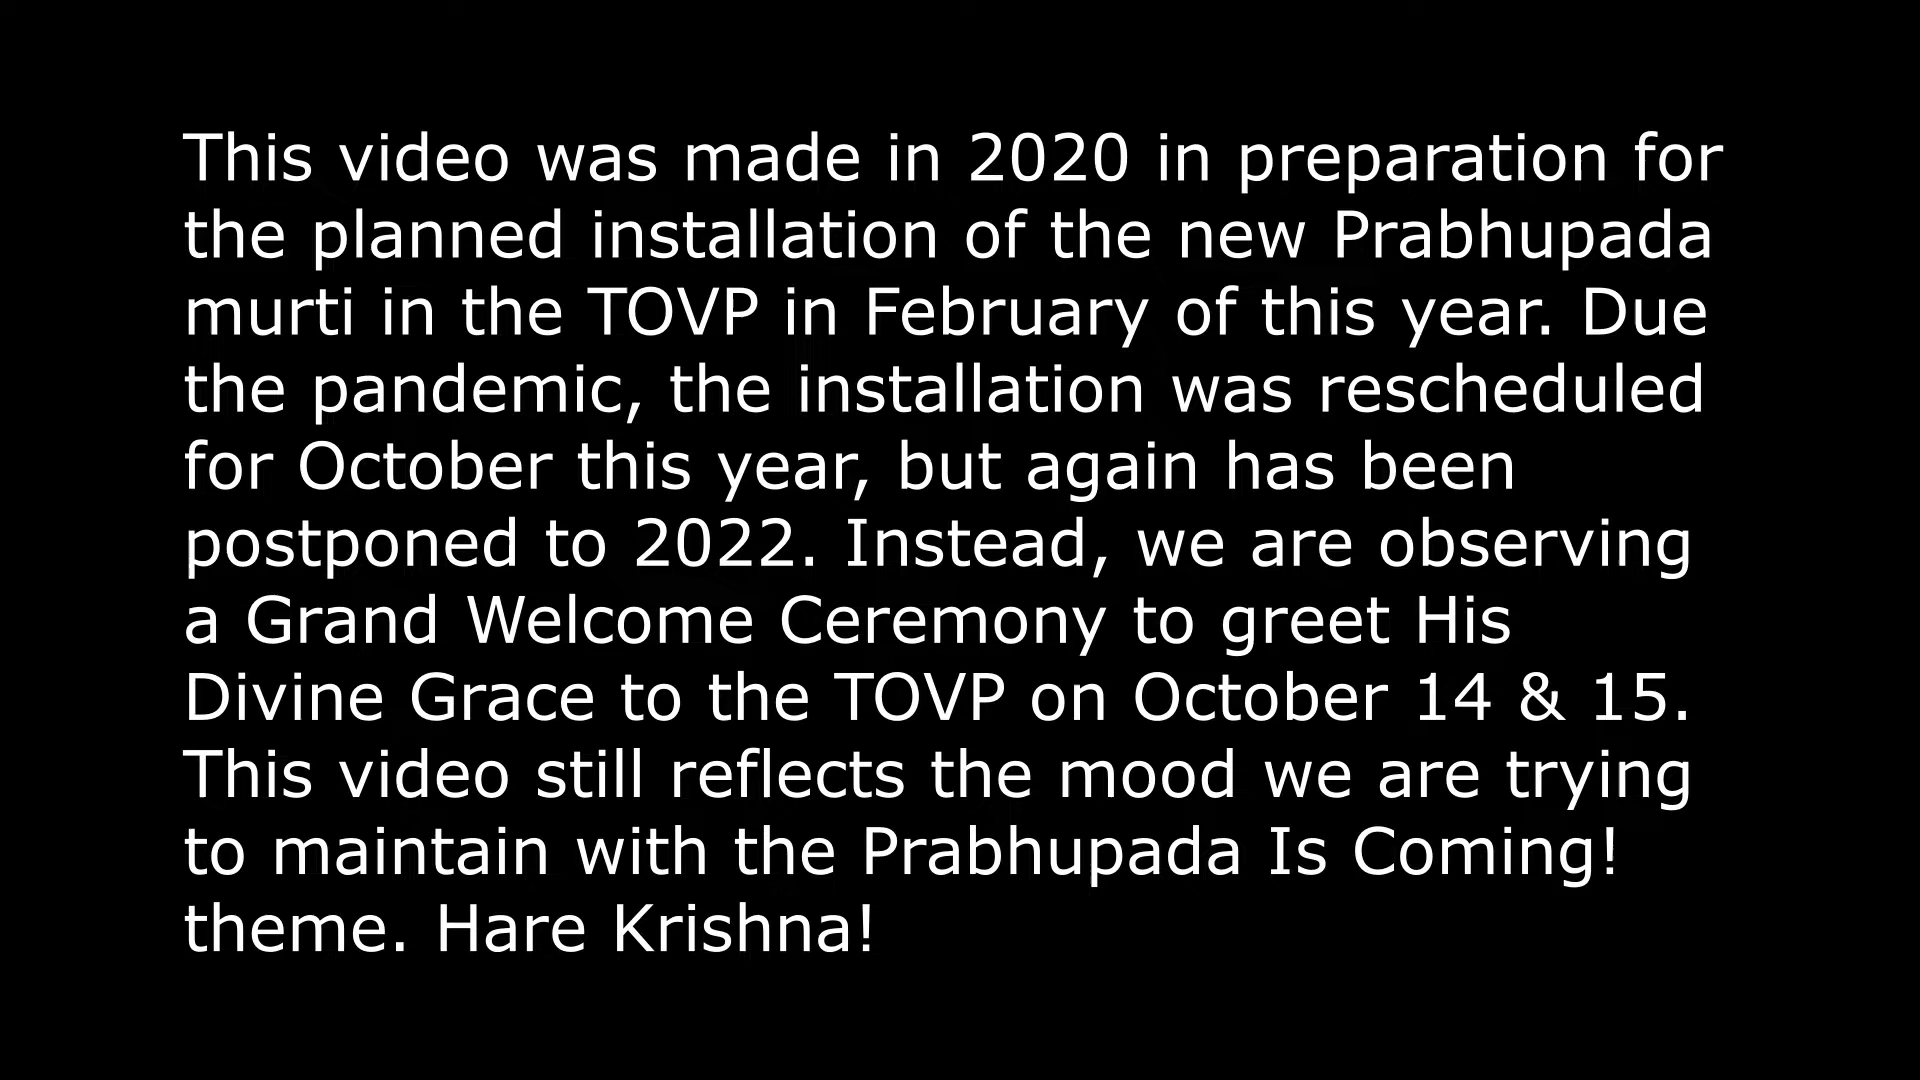 This video was made in 2020 in preparation for
the planned installation of the new Prabhupada
murti in the TOVP in February of this year. Due
the pandemic, the installation was rescheduled
for October this year, but again has been
postponed to 2022. Instead, we are observing
a Grand Welcome Ceremony to greet His
Divine Grace to the TOVP on October 14 & 15.
This video still reflects the mood we are trying
to maintain with the Prabhupada Is Coming!
theme. Hare Krishna!